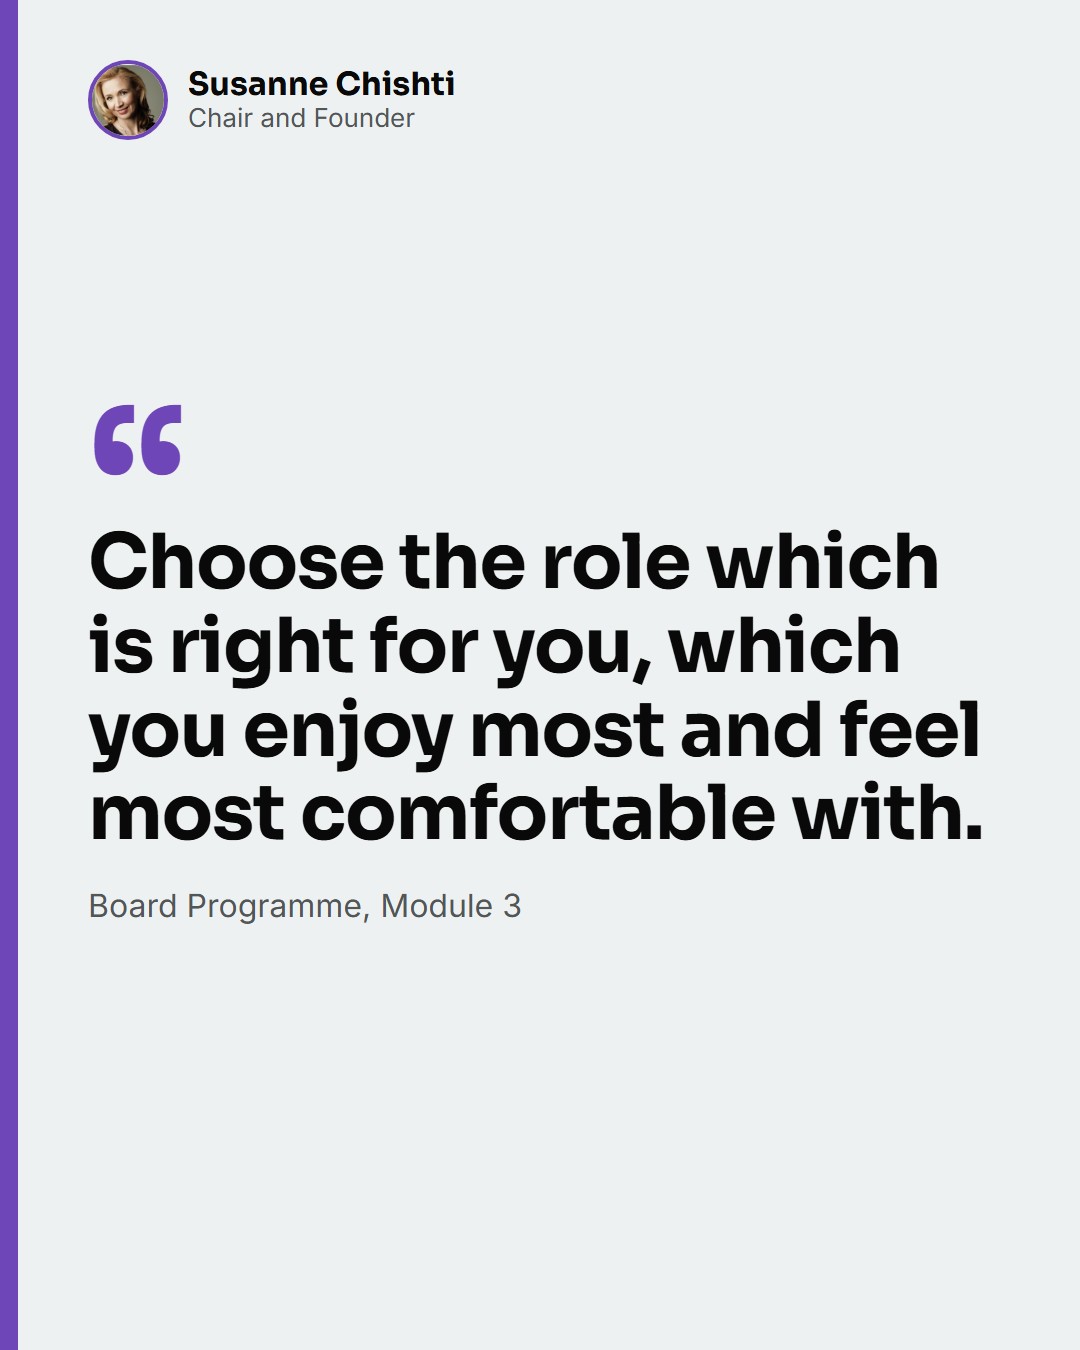 Susanne Chishti
Chair and Founder
“
Choose the role which
is right for you, which
you enjoy most and feel
most comfortable with.
Board Programme, Module 3